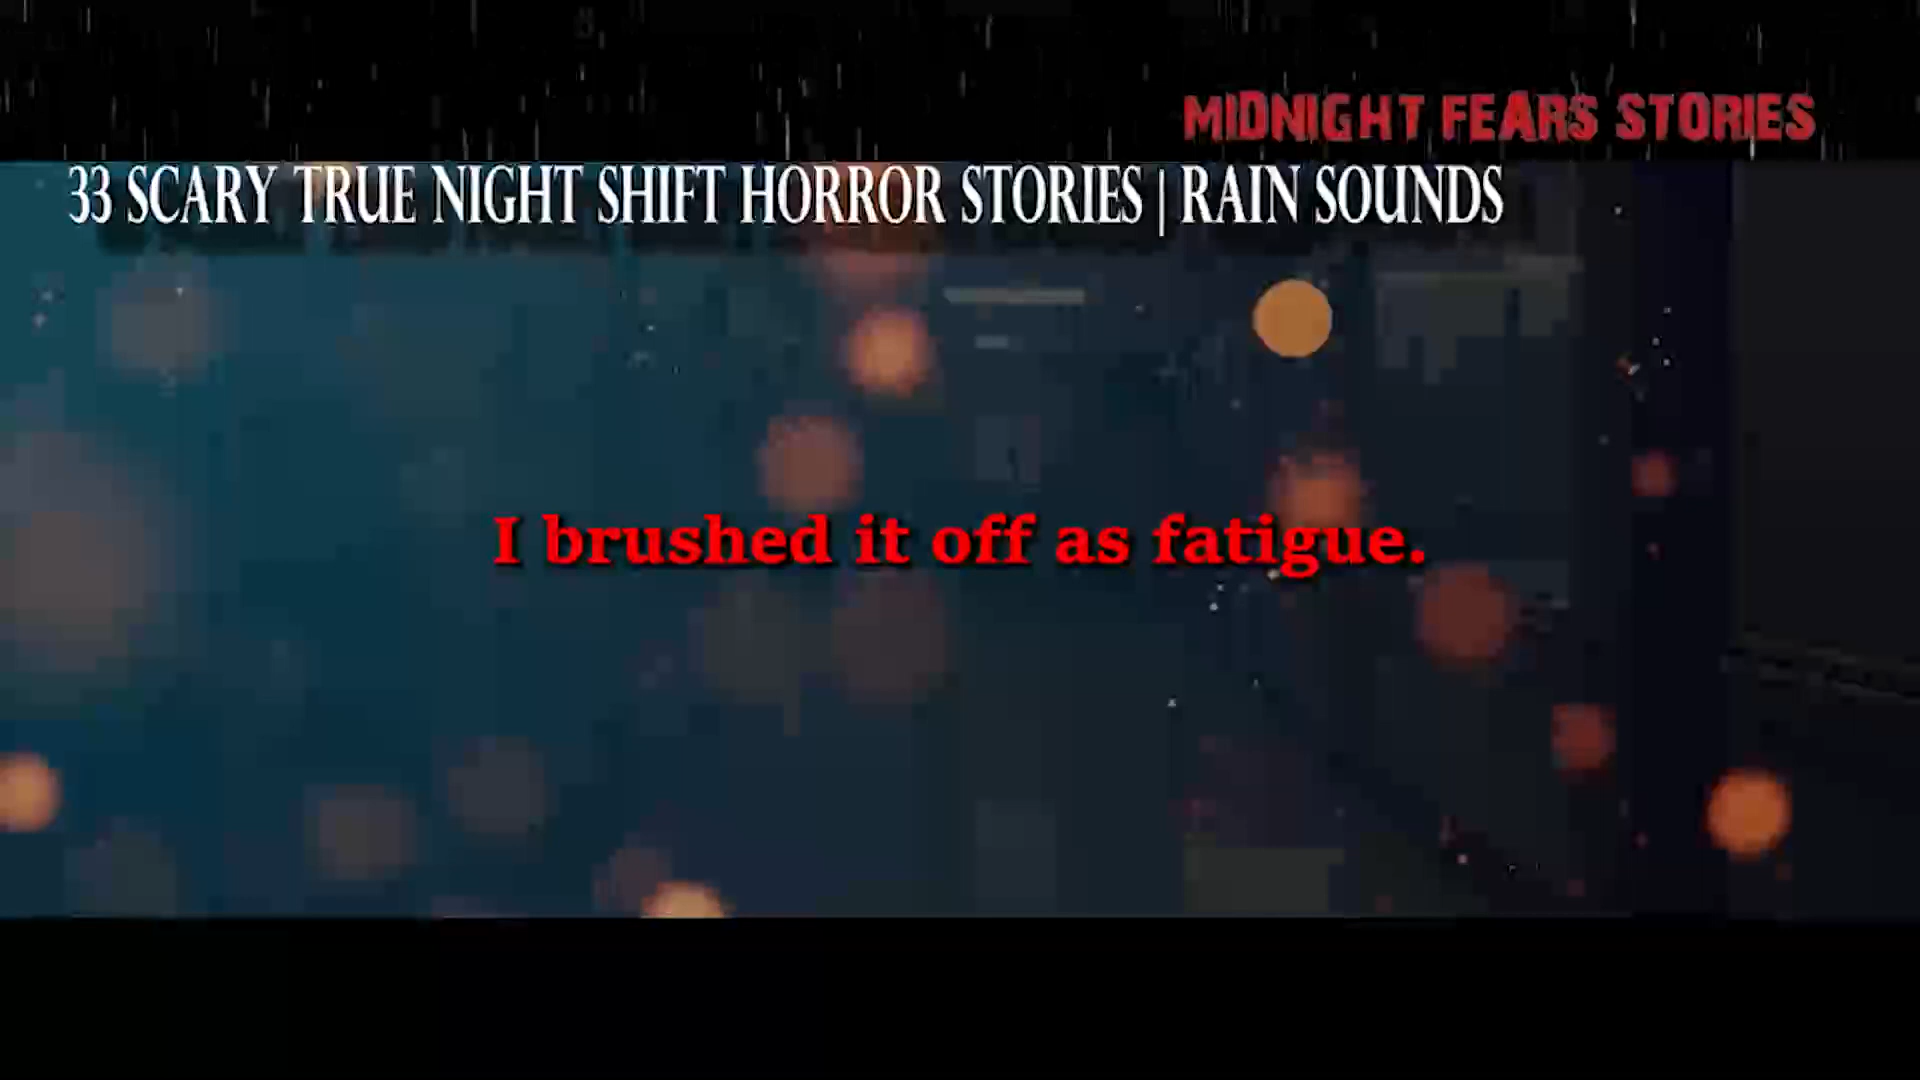 MIDNIGHT FEARS STORIES
33 SCARY TRUE NIGHT SHIFT HORROR STORIES | RAIN SOUNDS
I brushed it off as fatigue.